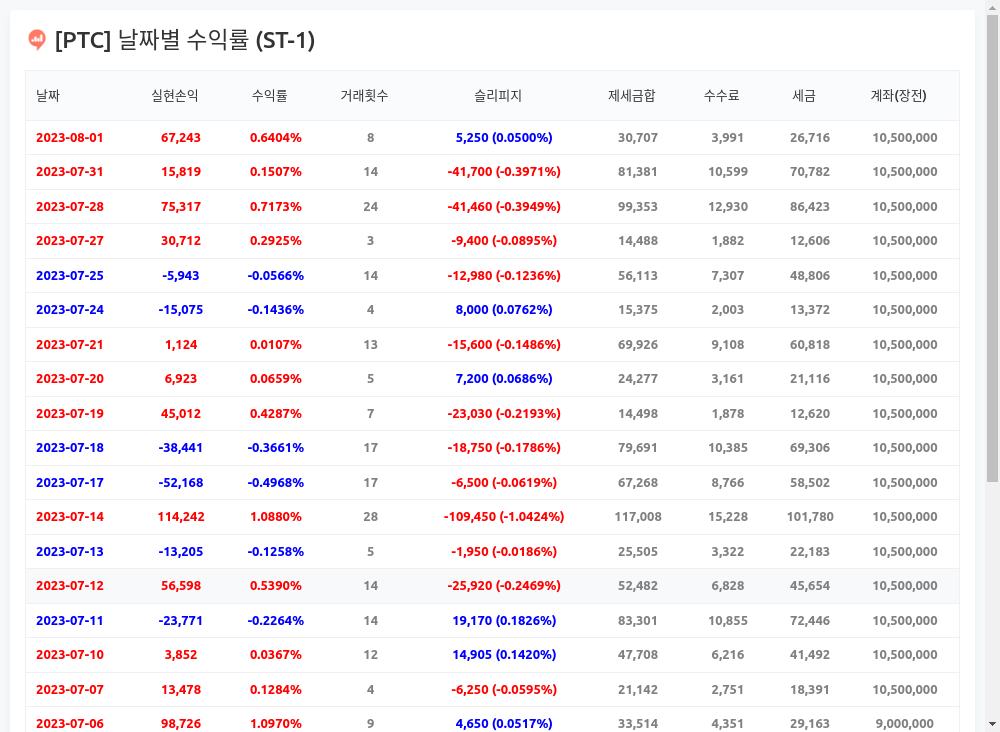 [PTC] 날짜별 수익률 (ST-1)
날짜 실현손익 수익률 거래횟수 슬리피지 제세금합 수수료 세금 계좌(장전)
2023-08-01 67,243 0.6404% 8 5,250 (0.0500%) 30,707 3,991 26,716 10,500,000
2023-07-31 15,819 0.1507% 14 -41,700 (-0.3971%) 81,381 10,599 70,782 10,500,000
2023-07-28 75,317 0.7173% 24 -41,460 (-0.3949%) 99,353 12,930 86,423 10,500,000
2023-07-27 30,712 0.2925% 3 -9,400 (-0.0895%) 14,488 1,882 12,606 10,500,000
2023-07-25 -5,943 -0.0566% 14 -12,980 (-0.1236%) 56,113 7,307 48,806 10,500,000
2023-07-24 -15,075 -0.1436% 4 8,000 (0.0762%) 15,375 2,003 13,372 10,500,000
2023-07-21 1,124 0.0107% 13 -15,600 (-0.1486%) 69,926 9,108 60,818 10,500,000
2023-07-20 6,923 0.0659% 5 7,200 (0.0686%) 24,277 3,161 21,116 10,500,000
2023-07-19 45,012 0.4287% 7 -23,030 (-0.2193%) 14,498 1,878 12,620 10,500,000
2023-07-18 -38,441 -0.3661% 17 -18,750 (-0.1786%) 79,691 10,385 69,306 10,500,000
2023-07-17 -52,168 -0.4968% 17 -6,500 (-0.0619%) 67,268 8,766 58,502 10,500,000
2023-07-14 114,242 1.0880% 28 -109,450 (-1.0424%) 117,008 15,228 101,780 10,500,000
2023-07-13 -13,205 -0.1258% 5 -1,950 (-0.0186%) 25,505 3,322 22,183 10,500,000
2023-07-12 56,598 0.5390% 14 -25,920 (-0.2469%) 52,482 6,828 45,654 10,500,000
2023-07-11 -23,771 -0.2264% 14 19,170 (0.1826%) 83,301 10,855 72,446 10,500,000
2023-07-10 3,852 0.0367% 12 14,905 (0.1420%) 47,708 6,216 41,492 10,500,000
2023-07-07 13,478 0.1284% 4 -6,250 (-0.0595%) 21,142 2,751 18,391 10,500,000
2023-07-06 98,726 1.0970% 9 4,650 (0.0517%) 33,514 4,351 29,163 9,000,000